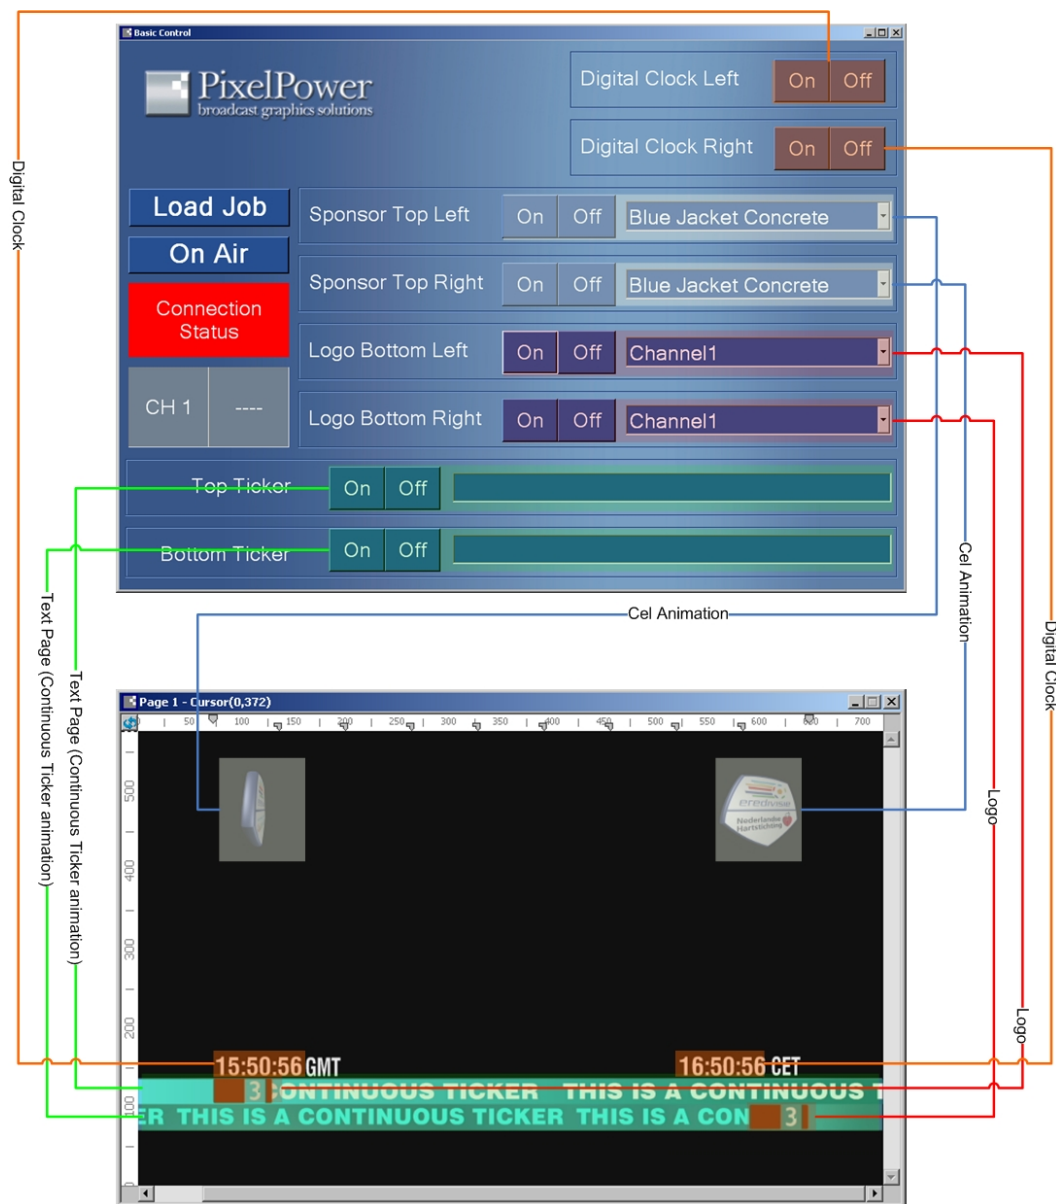 Basic Control
PixelPower
broadcast graphics solutions
Digital Clock Left On Off
Digital Clock Right On Off
Load Job
On Air
Connection
Status
CH 1 ----
Sponsor Top Left On Off Blue Jacket Concrete
Sponsor Top Right On Off Blue Jacket Concrete
Logo Bottom Left On Off Channel1
Logo Bottom Right On Off Channel1
Top Ticker On Off
Bottom Ticker On Off
Digital Clock
Text Page (Continuous Ticker animation)
Text Page (Continuous Ticker animation)
Cel Animation
Cel Animation
Digital Clock
Logo
Logo
Page 1 - Cursor(0,372)
0 50 100 150 200 250 300 350 400 450 500 550 600 650 700
500
400
300
200
100
0
eredivisie
Nederlandse
Hartstichting
15:50:56 GMT
16:50:56 CET
3 CONTINUOUS TICKER THIS IS A CONTINUOUS T
ER THIS IS A CONTINUOUS TICKER THIS IS A CON 3